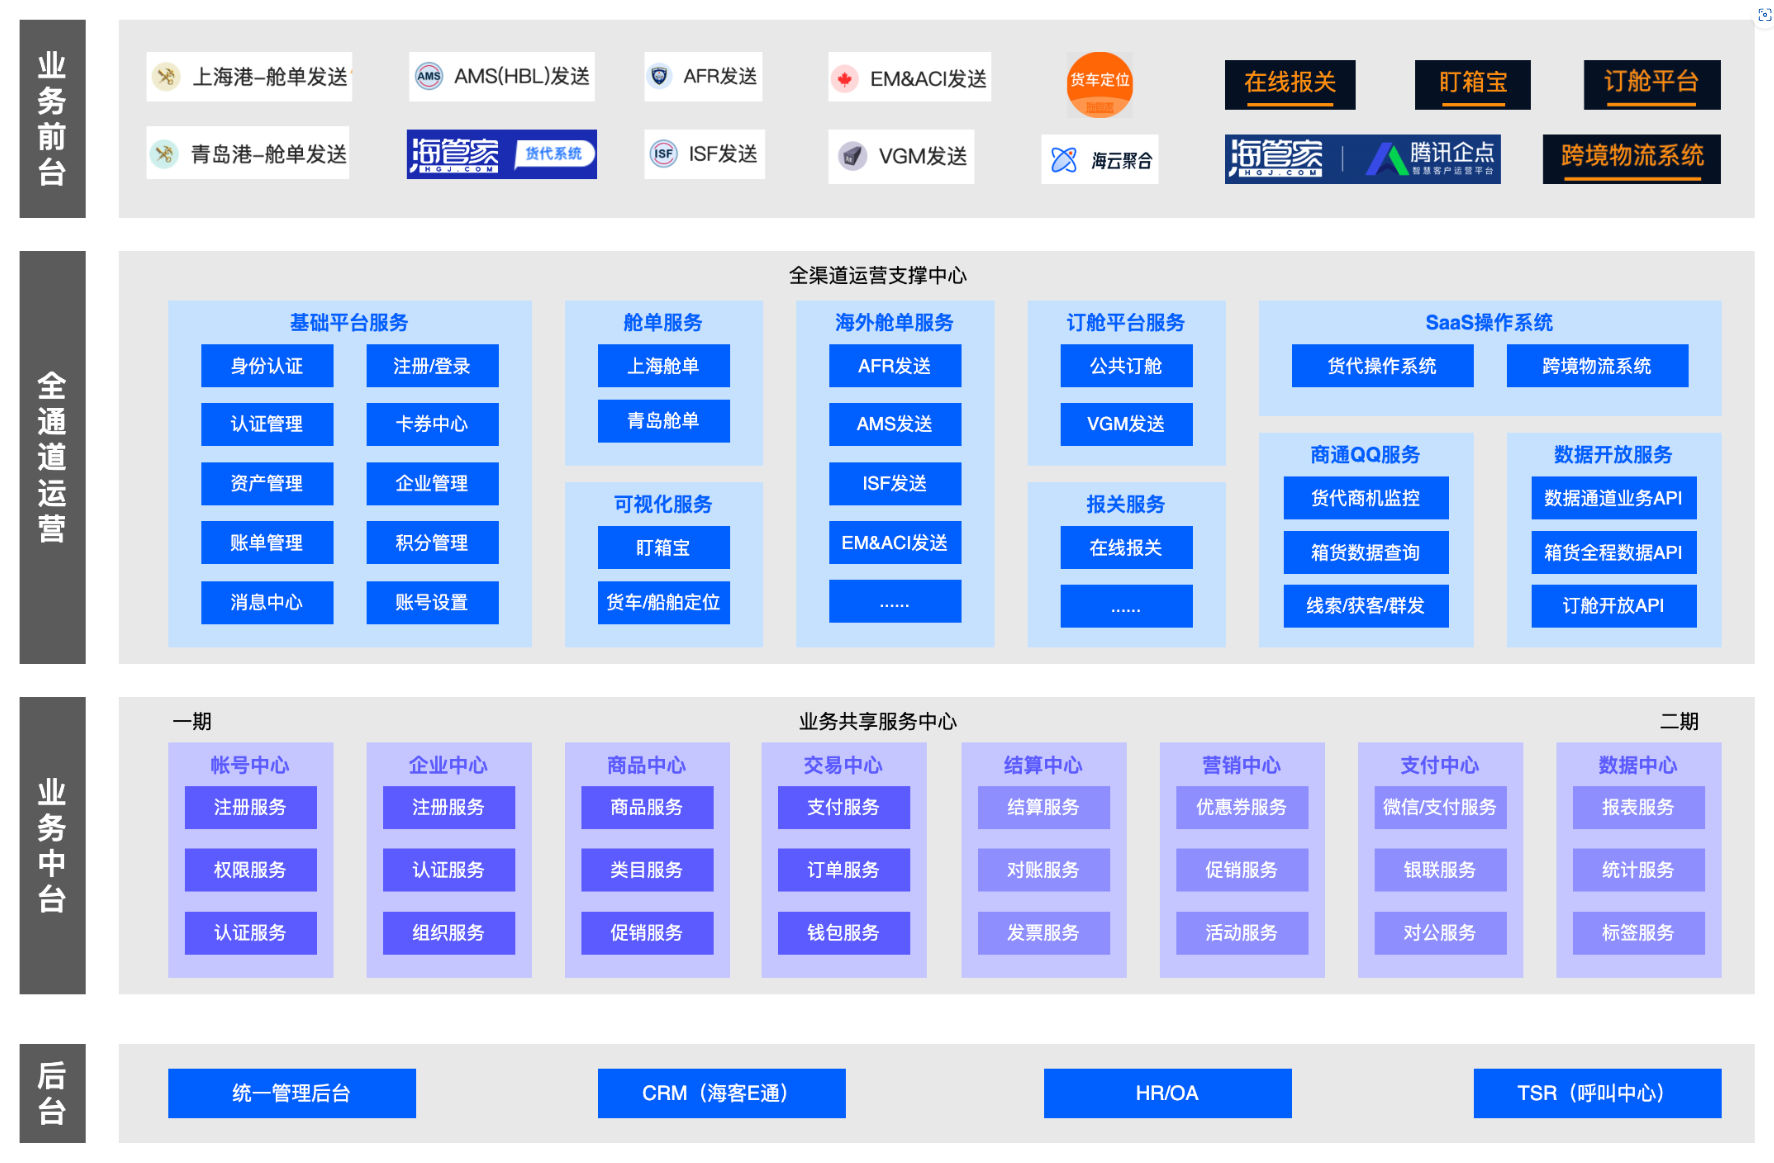 业务前台
上海港-舱单发送
AMS AMS(HBL)发送
AFR发送
EM&ACI发送
货车定位
在线报关
盯箱宝
订舱平台
青岛港-舱单发送
海管家 货代系统
HGJ.COM
ISF ISF发送
VGM发送
海云聚合
海管家 腾讯企点
HGJ.COM 智慧客户运营平台
跨境物流系统
全通道运营
全渠道运营支撑中心
基础平台服务
身份认证 注册/登录
认证管理 卡券中心
资产管理 企业管理
账单管理 积分管理
消息中心 账号设置
舱单服务
上海舱单
青岛舱单
可视化服务
盯箱宝
货车/船舶定位
海外舱单服务
AFR发送
AMS发送
ISF发送
EM&ACI发送
......
订舱平台服务
公共订舱
VGM发送
报关服务
在线报关
......
SaaS操作系统
货代操作系统 跨境物流系统
商通QQ服务
货代商机监控
箱货数据查询
线索/获客/群发
数据开放服务
数据通道业务API
箱货全程数据API
订舱开放API
业务中台
一期 业务共享服务中心 二期
帐号中心
注册服务
权限服务
认证服务
企业中心
注册服务
认证服务
组织服务
商品中心
商品服务
类目服务
促销服务
交易中心
支付服务
订单服务
钱包服务
结算中心
结算服务
对账服务
发票服务
营销中心
优惠券服务
促销服务
活动服务
支付中心
微信/支付服务
银联服务
对公服务
数据中心
报表服务
统计服务
标签服务
后台
统一管理后台
CRM（海客E通）
HR/OA
TSR（呼叫中心）